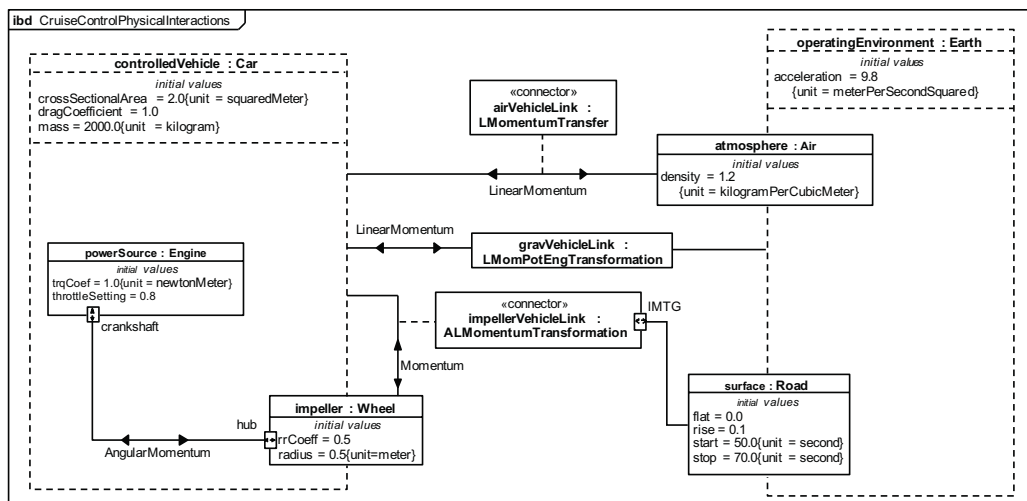 ibd CruiseControlPhysicalInteractions
controlledVehicle : Car
initial values
crossSectionalArea = 2.0{unit = squaredMeter}
dragCoefficient = 1.0
mass = 2000.0{unit = kilogram}
operatingEnvironment : Earth
initial values
acceleration = 9.8
{unit = meterPerSecondSquared}
«connector»
airVehicleLink :
LMomentumTransfer
atmosphere : Air
initial values
density = 1.2
{unit = kilogramPerCubicMeter}
LinearMomentum
LinearMomentum
gravVehicleLink :
LMomPotEngTransformation
powerSource : Engine
initial values
trqCoef = 1.0{unit = newtonMeter}
throttleSetting = 0.8
crankshaft
«connector»
impellerVehicleLink :
ALMomentumTransformation
lMTG
Momentum
surface : Road
initial values
flat = 0.0
rise = 0.1
start = 50.0{unit = second}
stop = 70.0{unit = second}
impeller : Wheel
initial values
rrCoeff = 0.5
radius = 0.5{unit=meter}
hub
AngularMomentum